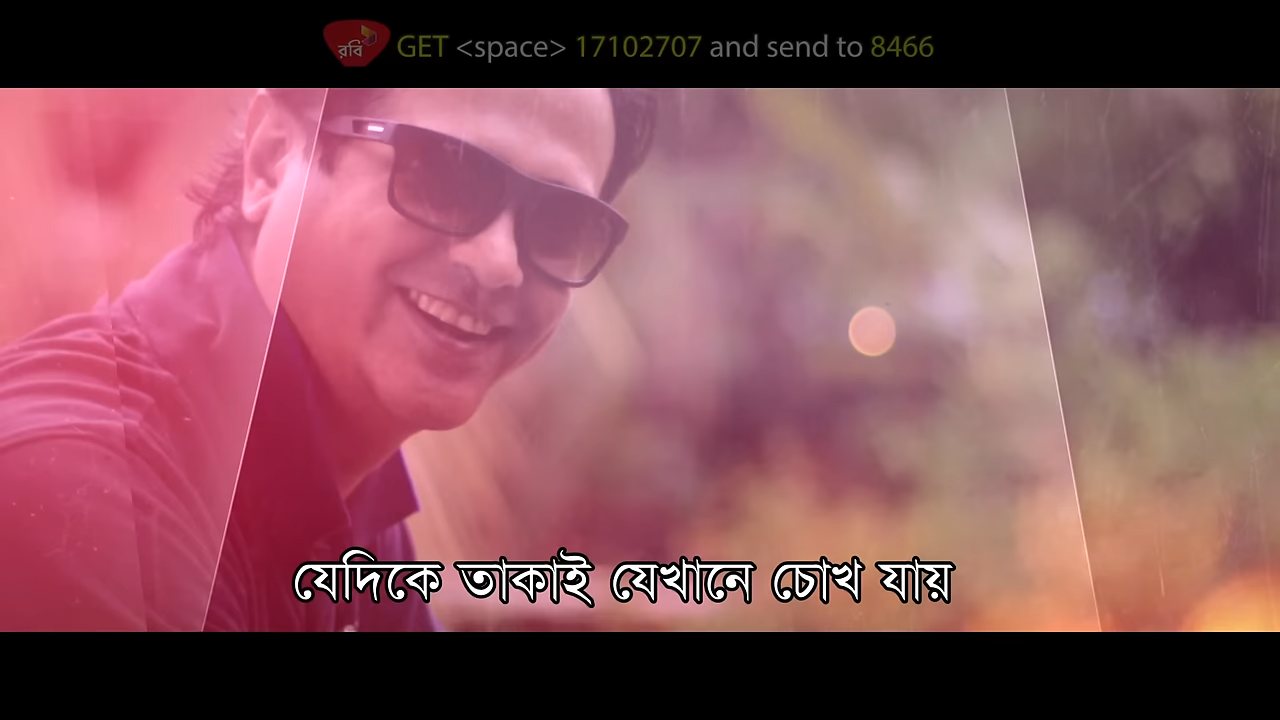 রবি GET <space> 17102707 and send to 8466
যেদিকে তাকাই যেখানে চোখ যায়